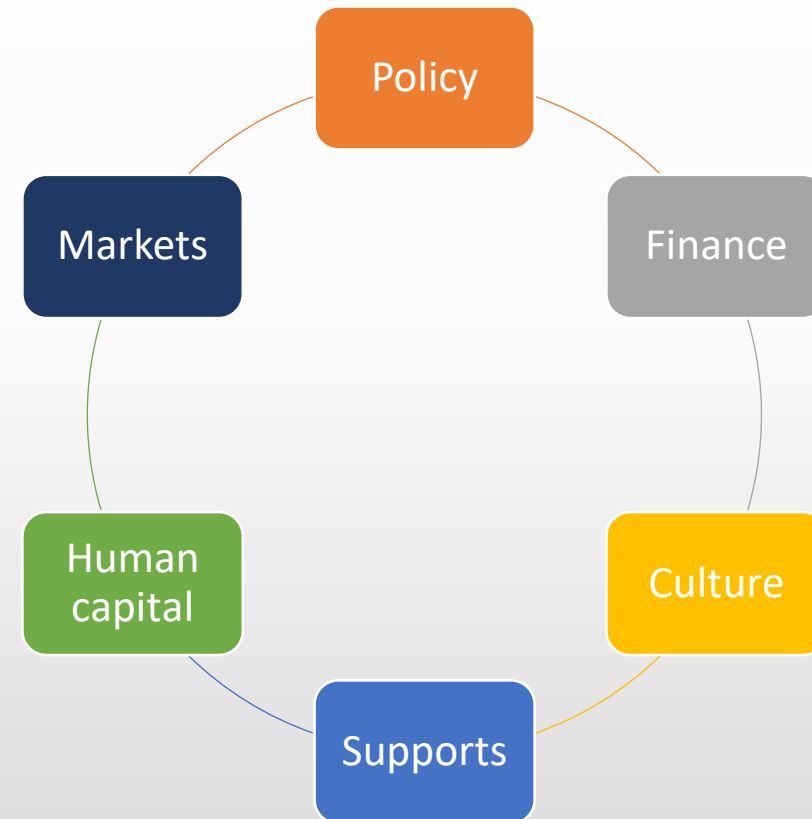 Policy
Finance
Culture
Supports
Human
capital
Markets